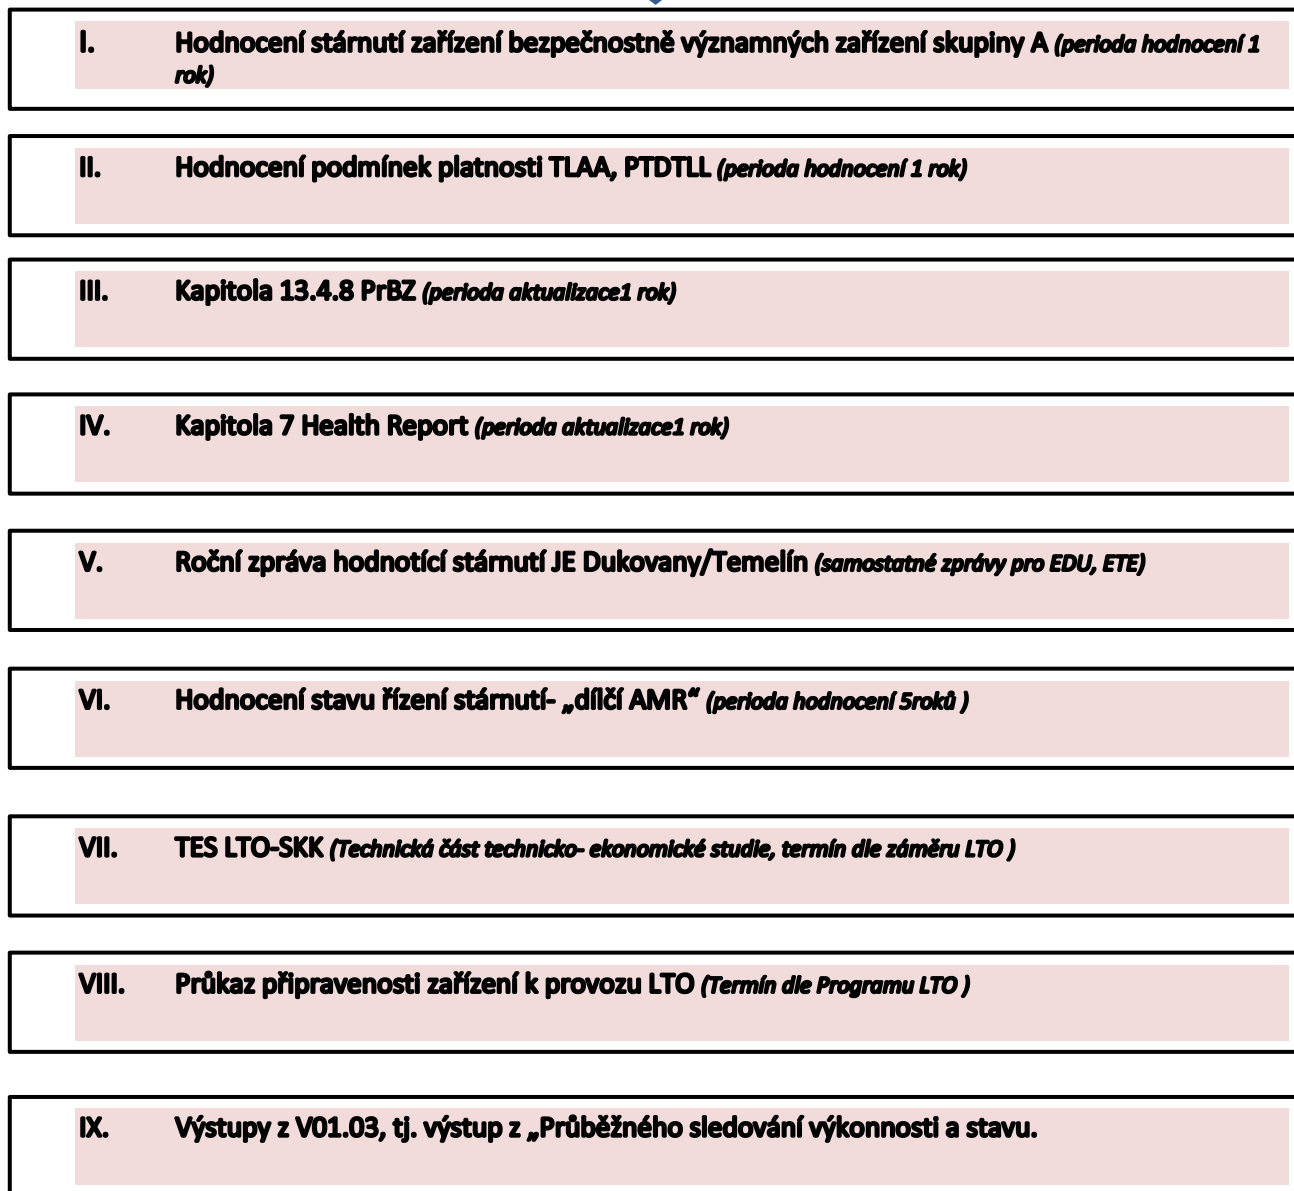 I. Hodnocení stárnutí zařízení bezpečnostně významných zařízení skupiny A (perioda hodnocení 1
rok)
II. Hodnocení podmínek platnosti TLAA, PTDTLL (perioda hodnocení 1 rok)
III. Kapitola 13.4.8 PrBZ (perioda aktualizace1 rok)
IV. Kapitola 7 Health Report (perioda aktualizace1 rok)
V. Roční zpráva hodnotící stárnutí JE Dukovany/Temelín (samostatné zprávy pro EDU, ETE)
VI. Hodnocení stavu řízení stárnutí- „dílčí AMR“ (perioda hodnocení 5roků )
VII. TES LTO-SKK (Technická část technicko- ekonomické studie, termín dle záměru LTO )
VIII. Průkaz připravenosti zařízení k provozu LTO (Termín dle Programu LTO )
IX. Výstupy z V01.03, tj. výstup z „Průběžného sledování výkonnosti a stavu.